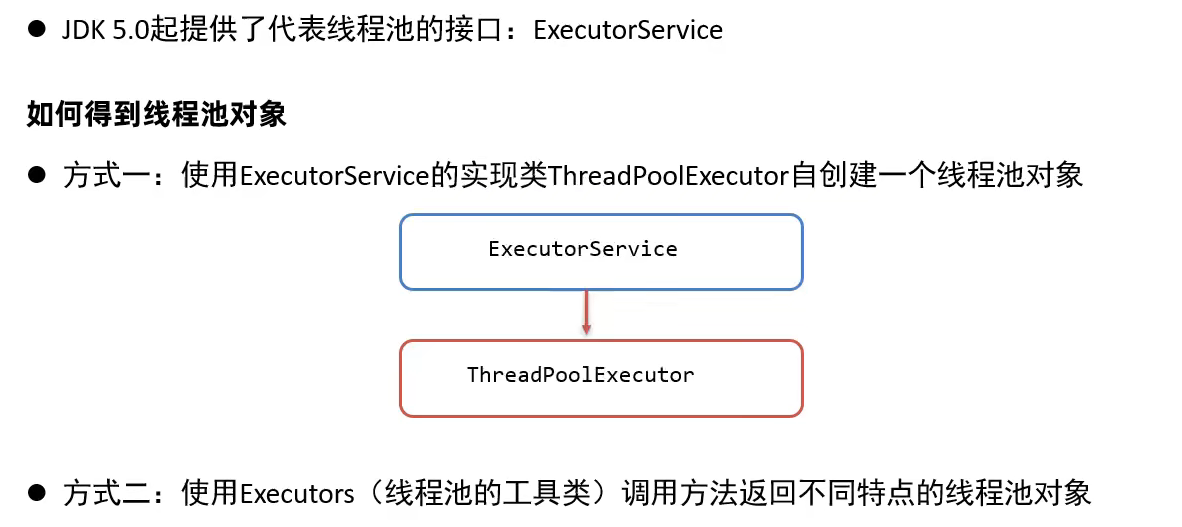 ● JDK 5.0起提供了代表线程池的接口：ExecutorService
如何得到线程池对象
● 方式一：使用ExecutorService的实现类ThreadPoolExecutor自创建一个线程池对象
ExecutorService
ThreadPoolExecutor
● 方式二：使用Executors（线程池的工具类）调用方法返回不同特点的线程池对象